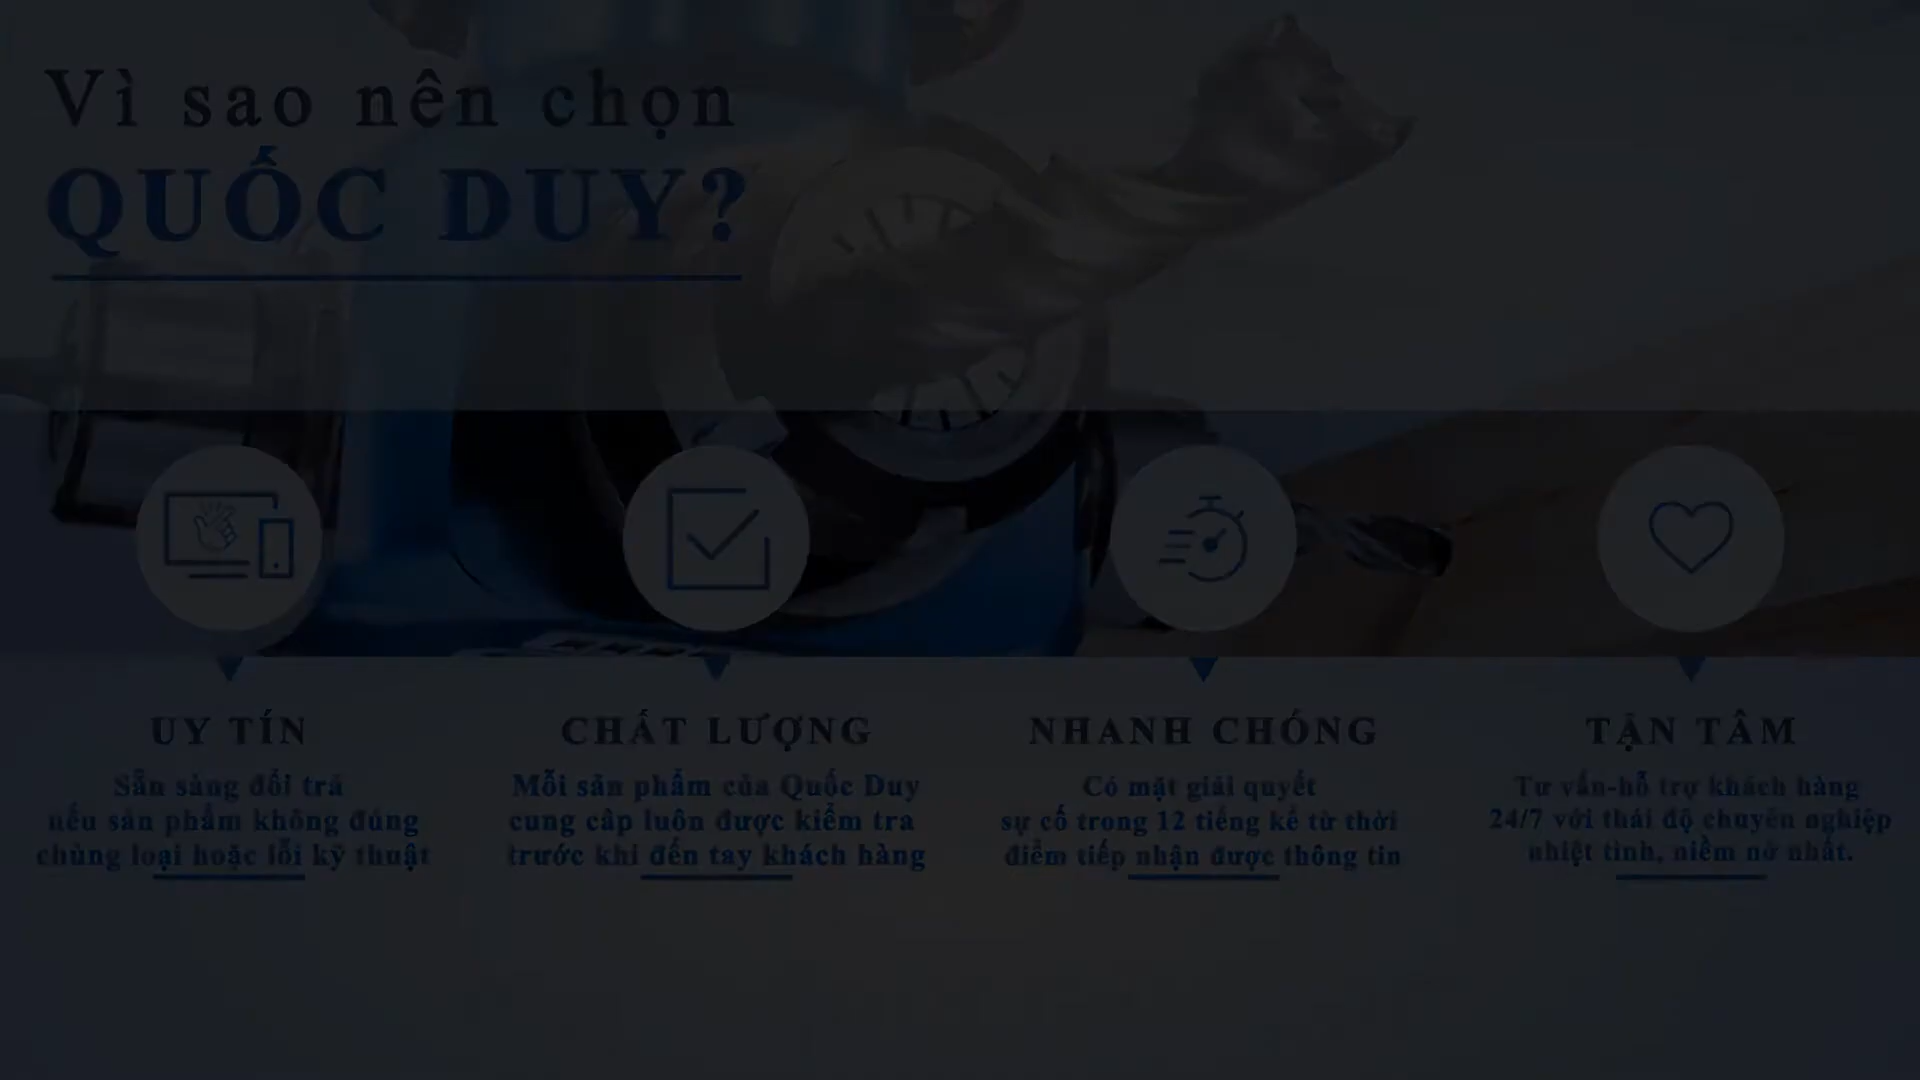 Vì sao nên chọn
QUỐC DUY?
UY TÍN
Sẵn sàng đổi trả
nếu sản phẩm không đúng
chủng loại hoặc lỗi kỹ thuật
CHẤT LƯỢNG
Mỗi sản phẩm của Quốc Duy
cung cấp luôn được kiểm tra
trước khi đến tay khách hàng
NHANH CHÓNG
Có mặt giải quyết
sự cố trong 12 tiếng kể từ thời
điểm tiếp nhận được thông tin
TẬN TÂM
Tư vấn-hỗ trợ khách hàng
24/7 với thái độ chuyên nghiệp
nhiệt tình, niềm nở nhất.